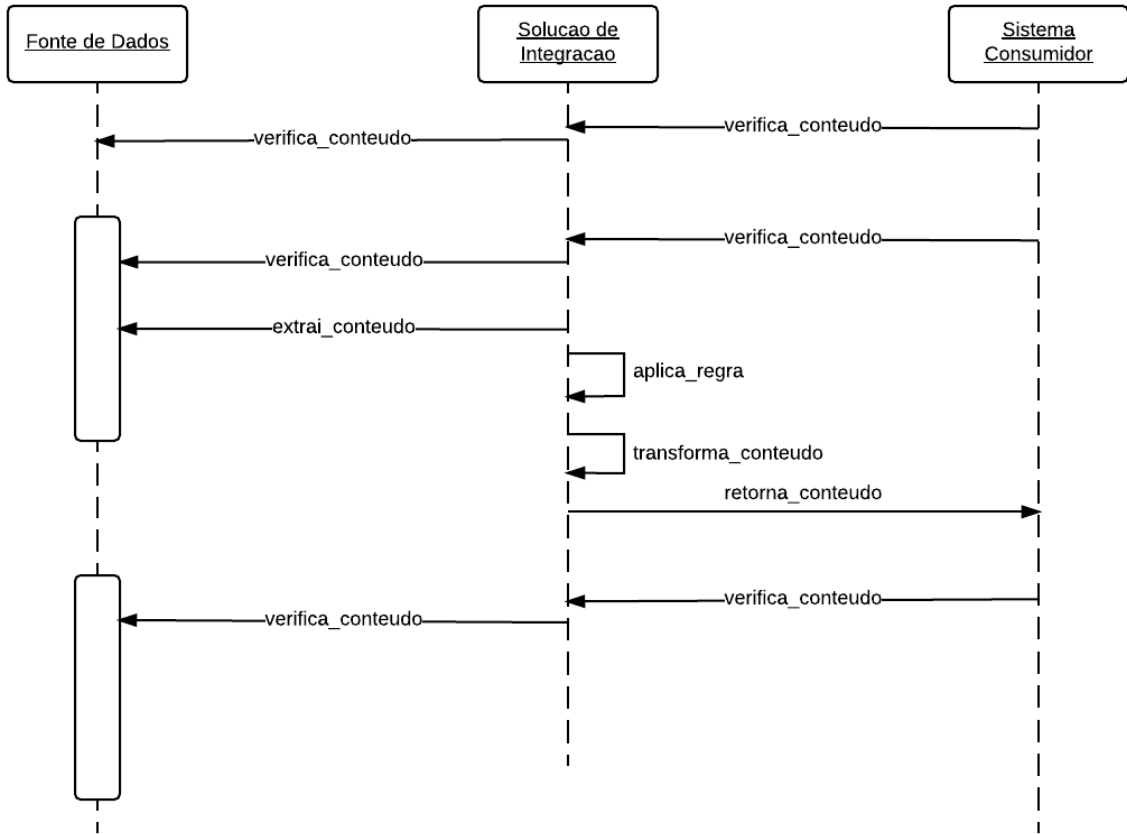 Fonte de Dados
Solucao de
Integracao
Sistema
Consumidor
verifica_conteudo
verifica_conteudo
verifica_conteudo
verifica_conteudo
extrai_conteudo
aplica_regra
transforma_conteudo
retorna_conteudo
verifica_conteudo
verifica_conteudo